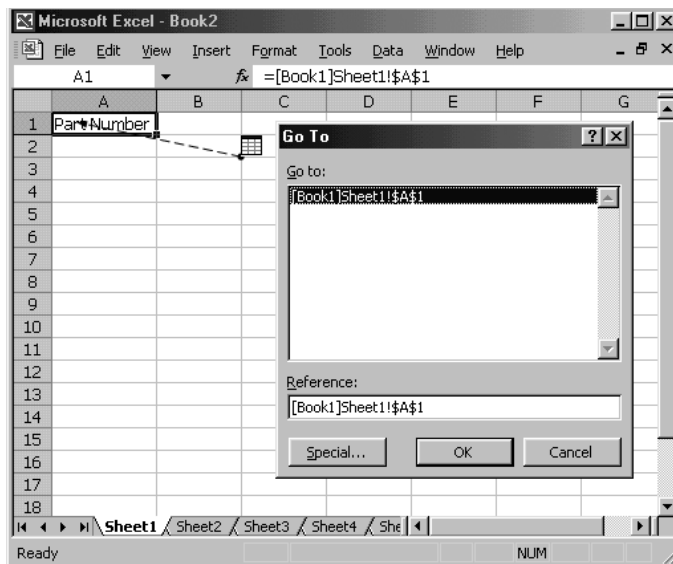 Microsoft Excel - Book2
File Edit View Insert Format Tools Data Window Help
A1 fx =[Book1]Sheet1!$A$1
A B C D E F G
1 Part Number
2
3
4
5
6
7
8
9
10
11
12
13
14
15
16
17
18
Go To
Go to:
[Book1]Sheet1!$A$1
Reference:
[Book1]Sheet1!$A$1
Special... OK Cancel
Sheet1 Sheet2 Sheet3 Sheet4 She
Ready NUM